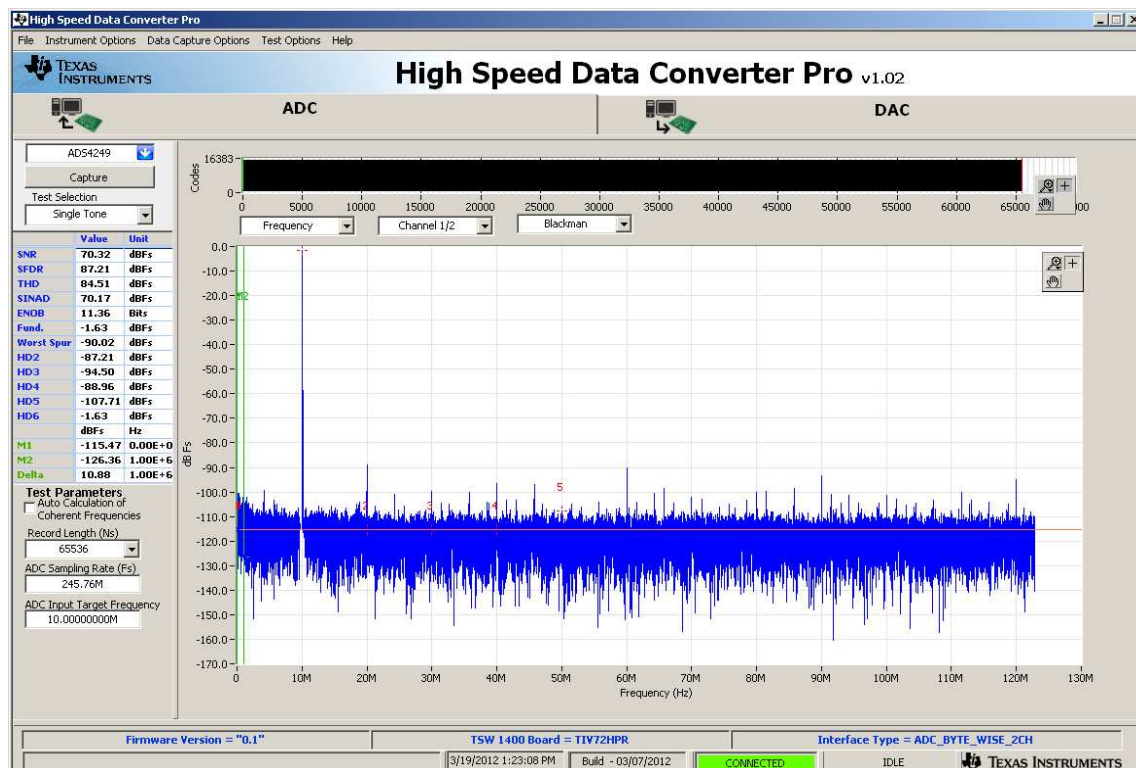 High Speed Data Converter Pro
File Instrument Options Data Capture Options Test Options Help
TEXAS INSTRUMENTS
High Speed Data Converter Pro v1.02
ADC
DAC
ADS4249
Capture
Test Selection
Single Tone
Value Unit
SNR 70.32 dBFs
SFDR 87.21 dBFs
THD 84.51 dBFs
SINAD 70.17 dBFs
ENOB 11.36 Bits
Fund. -1.63 dBFs
Worst Spur -90.02 dBFs
HD2 -87.21 dBFs
HD3 -94.50 dBFs
HD4 -88.96 dBFs
HD5 -107.71 dBFs
HD6 -1.63 dBFs
dBFs Hz
M1 -115.47 0.00E+0
M2 -126.36 1.00E+6
Delta 10.88 1.00E+6
Test Parameters
Auto Calculation of
Coherent Frequencies
Record Length (Ns)
65536
ADC Sampling Rate (Fs)
245.76M
ADC Input Target Frequency
10.00000000M
Codes
16383
0
0 5000 10000 15000 20000 25000 30000 35000 40000 45000 50000 55000 60000 65000
Frequency
Channel 1/2
Blackman
dB Fs
0.0
-10.0
-20.0
-30.0
-40.0
-50.0
-60.0
-70.0
-80.0
-90.0
-100.0
-110.0
-120.0
-130.0
-140.0
-150.0
-160.0
-170.0
M2
2 3 4 5
0 10M 20M 30M 40M 50M 60M 70M 80M 90M 100M 110M 120M 130M
Frequency (Hz)
Firmware Version = "0.1"
TSW 1400 Board = TIV72HPR
Interface Type = ADC_BYTE_WISE_2CH
3/19/2012 1:23:08 PM
Build - 03/07/2012
CONNECTED
IDLE
TEXAS INSTRUMENTS